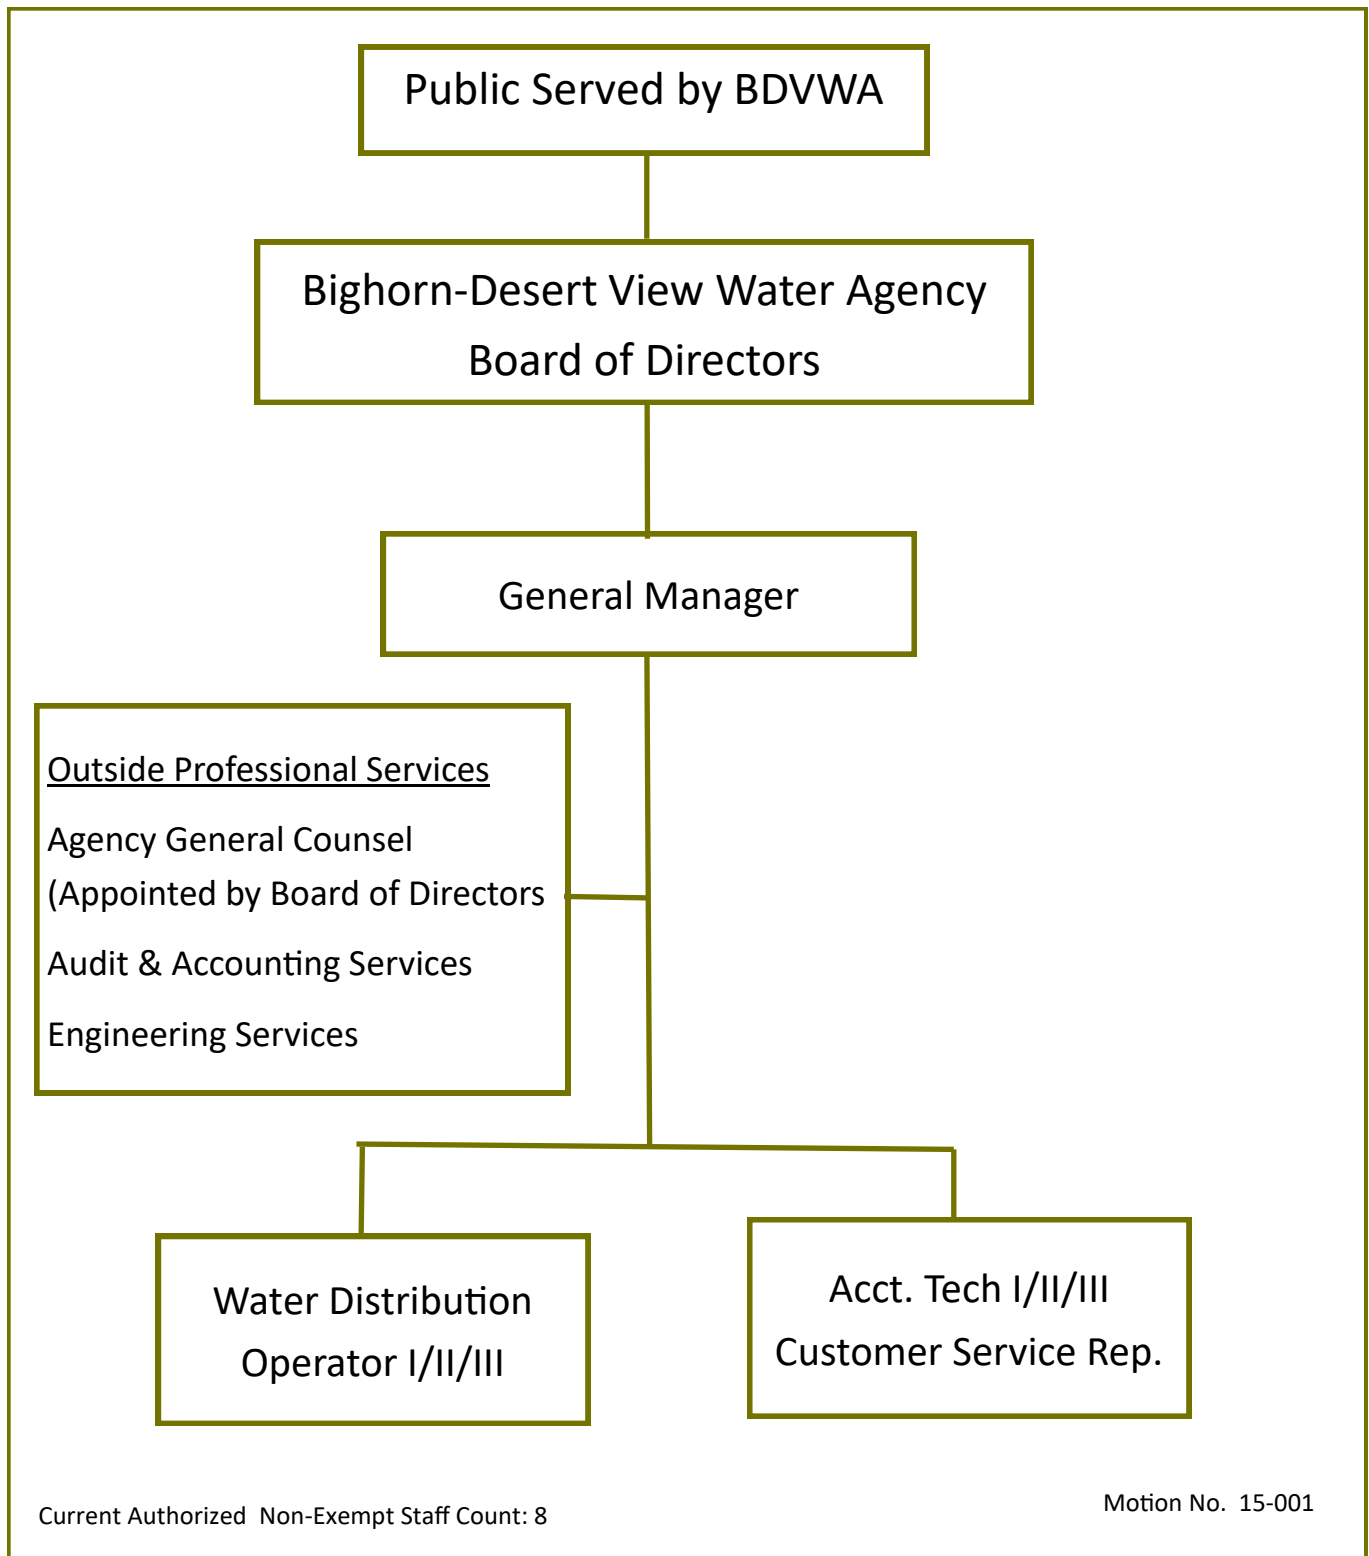 Public Served by BDVWA
Bighorn-Desert View Water Agency
Board of Directors
General Manager
Outside Professional Services
Agency General Counsel
(Appointed by Board of Directors
Audit & Accounting Services
Engineering Services
Water Distribution
Operator I/II/III
Acct. Tech I/II/III
Customer Service Rep.
Current Authorized  Non-Exempt Staff Count: 8
Motion No.  15-001